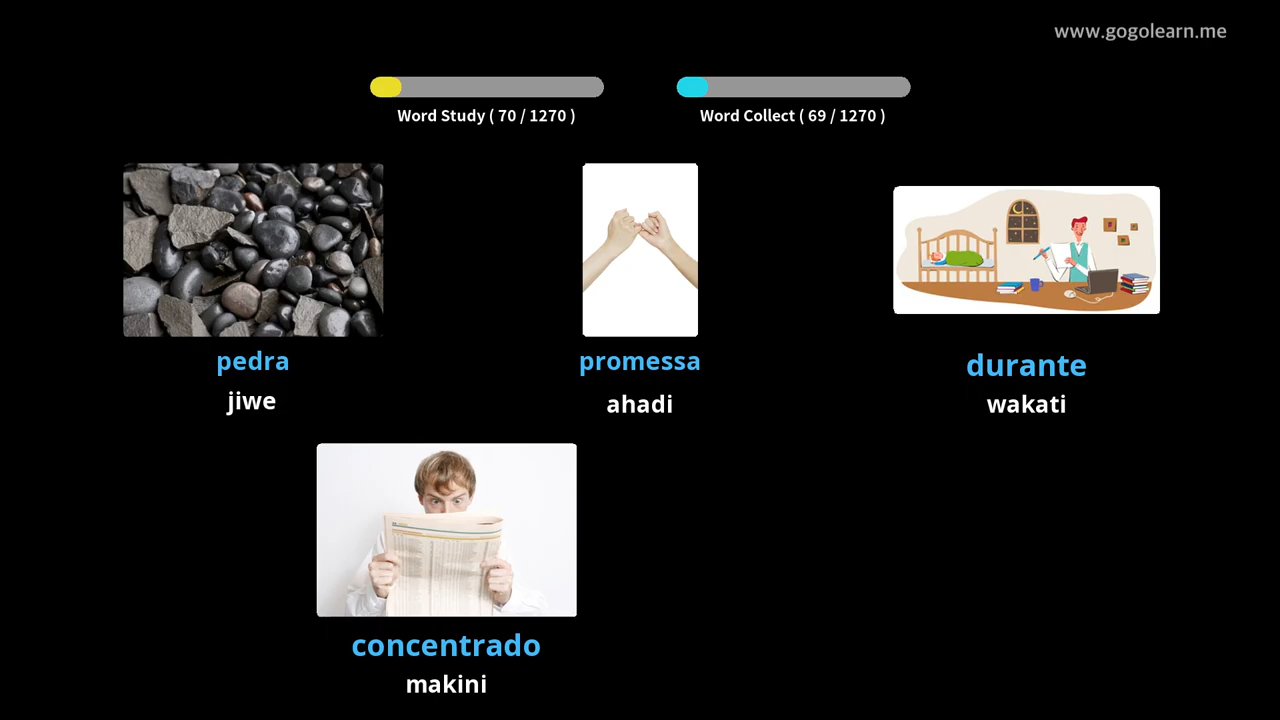 www.gogolearn.me
Word Study ( 70 / 1270 )
Word Collect ( 69 / 1270 )
pedra
jiwe
promessa
ahadi
durante
wakati
concentrado
makini